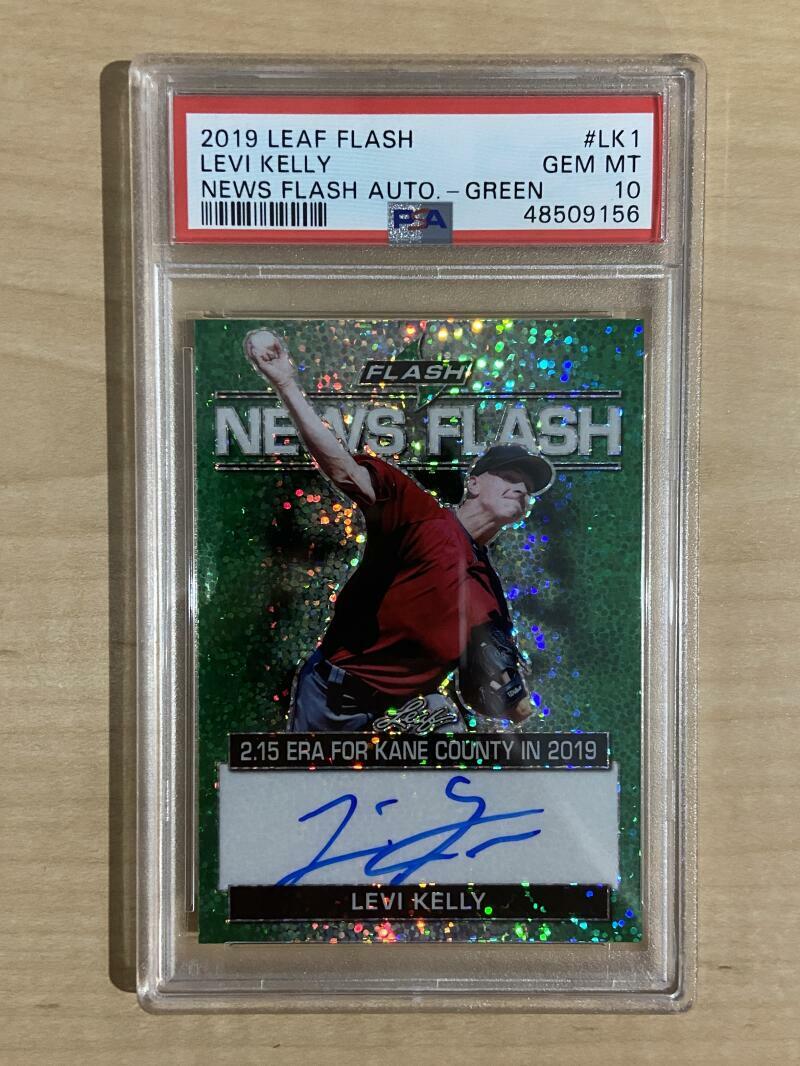 2019 LEAF FLASH #LK1
LEVI KELLY GEM MT
NEWS FLASH AUTO.-GREEN 10
48509156
PSA
FLASH
NEWS FLASH
Leaf
2.15 ERA FOR KANE COUNTY IN 2019
LEVI KELLY